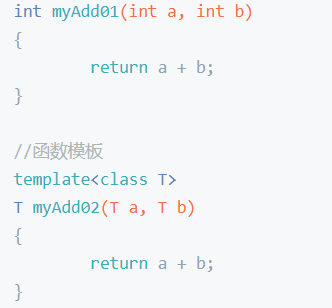 int myAdd01(int a, int b)
{
        return a + b;
}

//函数模板
template<class T>
T myAdd02(T a, T b)
{
        return a + b;
}